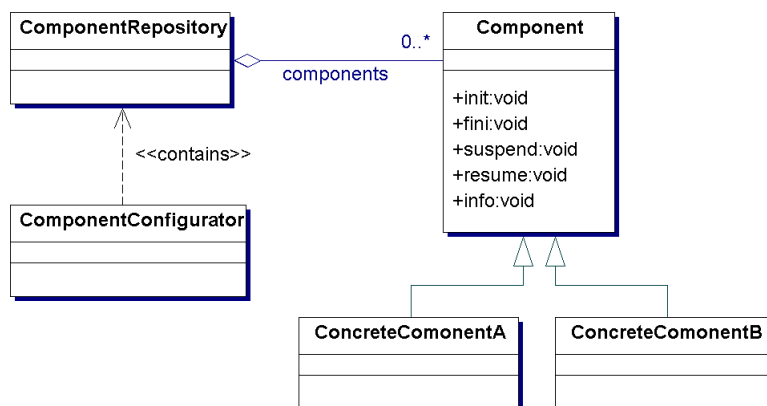 ComponentRepository
0..*
components
Component
+init:void
+fini:void
+suspend:void
+resume:void
+info:void
<<contains>>
ComponentConfigurator
ConcreteComonentA
ConcreteComonentB